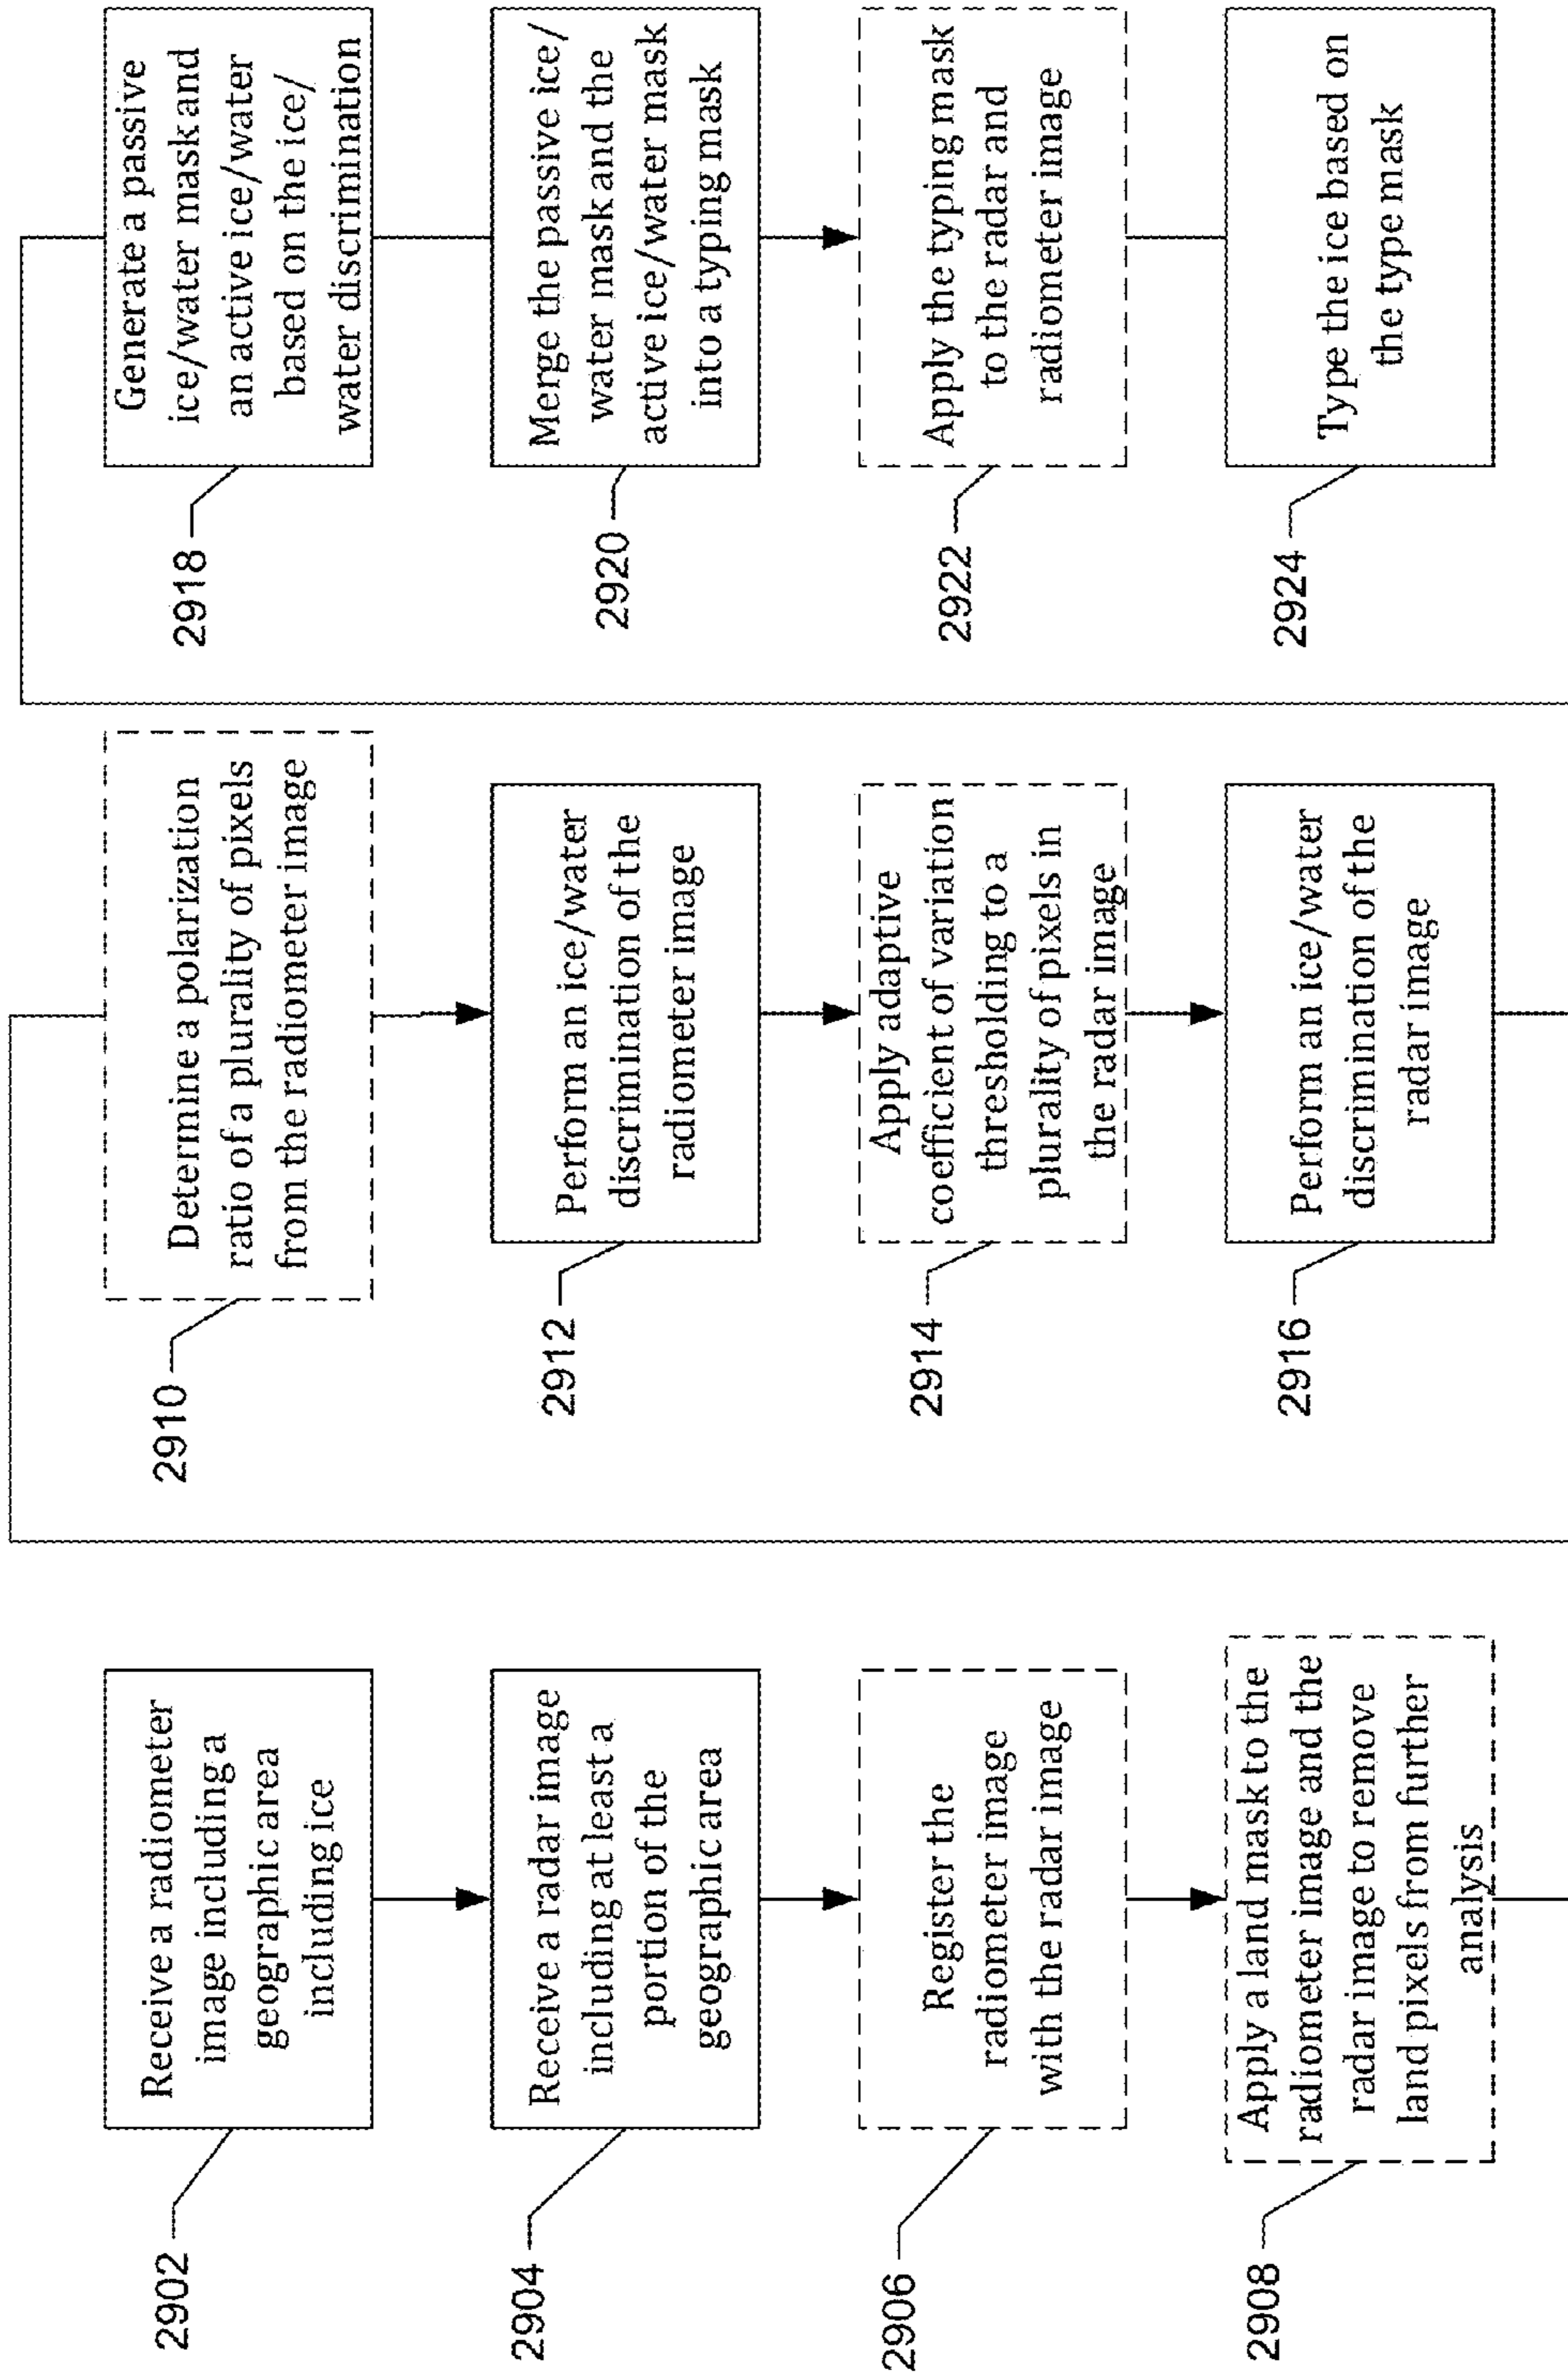 2902
Receive a radiometer
image including a
geographic area
including ice
2904
Receive a radar image
including at least a
portion of the
geographic area
2906
Register the
radiometer image
with the radar image
2908
Apply a land mask to the
radiometer image and the
radar image to remove
land pixels from further
analysis
2910
Determine a polarization
ratio of a plurality of pixels
from the radiometer image
2912
Perform an ice/water
discrimination of the
radiometer image
2914
Apply adaptive
coefficient of variation
thresholding to a
plurality of pixels in
the radar image
2916
Perform an ice/water
discrimination of the
radar image
2918
Generate a passive
ice/water mask and
an active ice/water
based on the ice/
water discrimination
2920
Merge the passive ice/
water mask and the
active ice/water mask
into a typing mask
2922
Apply the typing mask
to the radar and
radiometer image
2924
Type the ice based on
the type mask